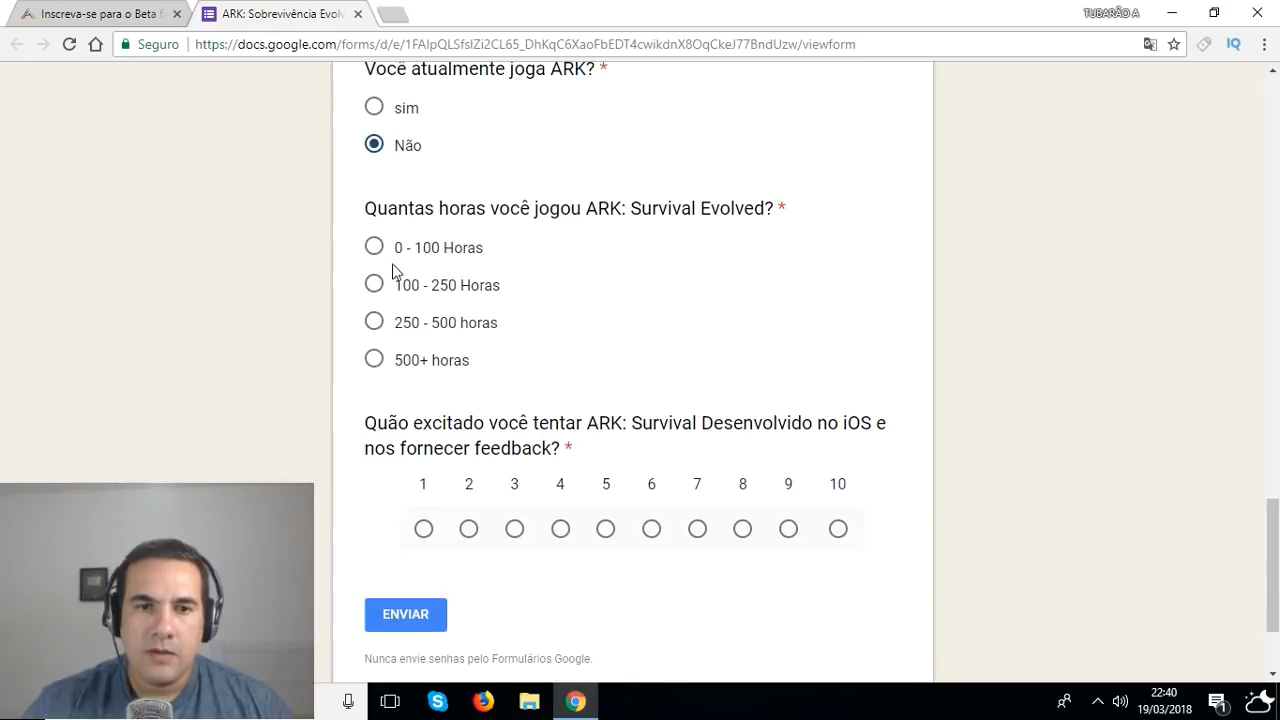 Inscreva-se para o Beta f
ARK: Sobrevivência Evolv
TUBARÃO A
Seguro
https://docs.google.com/forms/d/e/1FAIpQLSfsIZi2CL65_DhKqC6XaoFbEDT4cwikdnX8OqCkeJ77BndUzw/viewform
IQ
Você atualmente joga ARK? *
sim
Não
Quantas horas você jogou ARK: Survival Evolved? *
0 - 100 Horas
100 - 250 Horas
250 - 500 horas
500+ horas
Quão excitado você tentar ARK: Survival Desenvolvido no iOS e
nos fornecer feedback? *
1 2 3 4 5 6 7 8 9 10
ENVIAR
Nunca envie senhas pelo Formulários Google.
22:40
19/03/2018
1